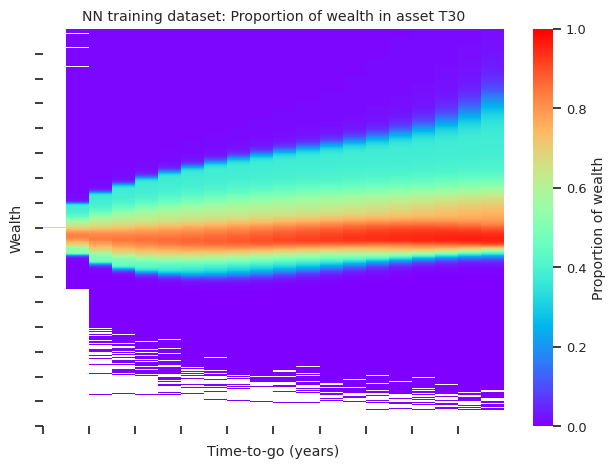 NN training dataset: Proportion of wealth in asset T30
1.0
0.8
0.6
0.4
0.2
0.0
Wealth
Proportion of wealth
Time-to-go (years)